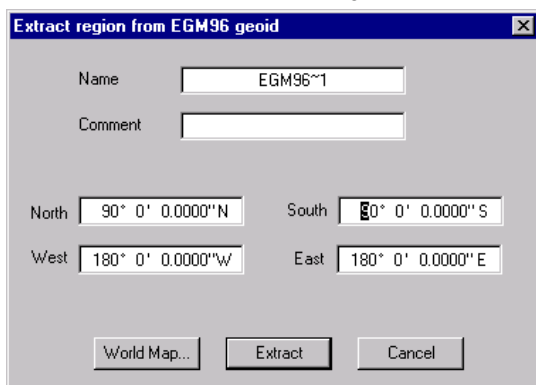 Extract region from EGM96 geoid
Name EGM96~1
Comment
North 90° 0' 0.0000" N South 90° 0' 0.0000" S
West 180° 0' 0.0000" W East 180° 0' 0.0000" E
World Map... Extract Cancel